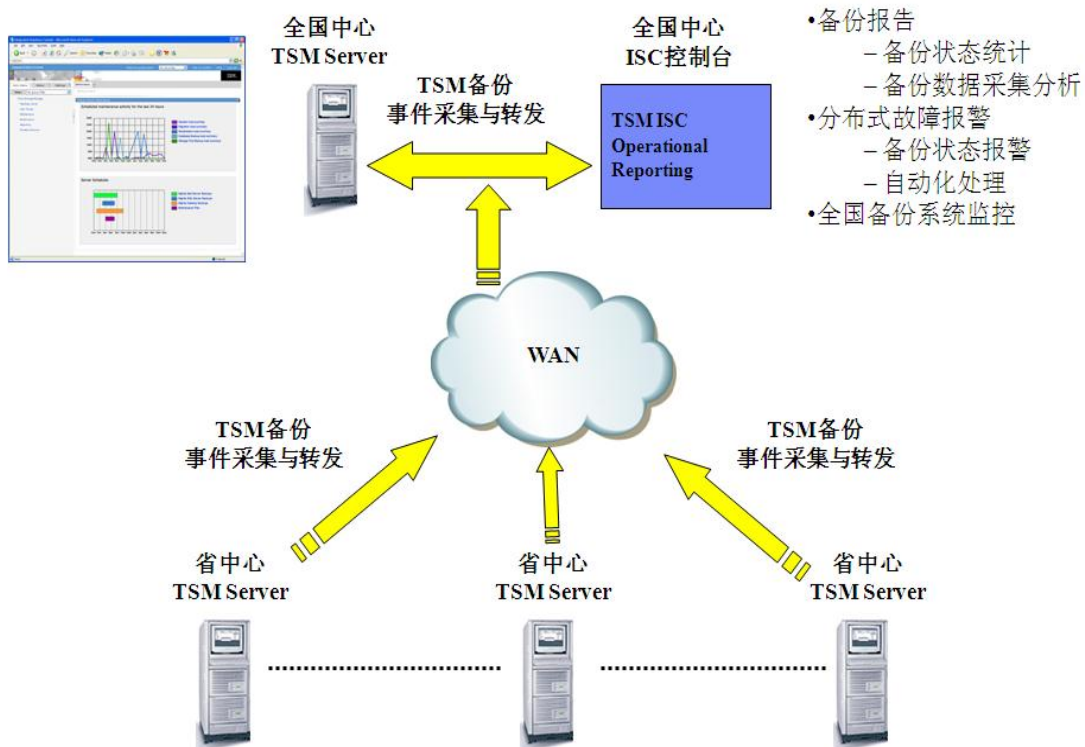 全国中心
TSM Server
全国中心
ISC控制台
TSM备份
事件采集与转发
TSM ISC
Operational
Reporting
•备份报告
–备份状态统计
–备份数据采集分析
•分布式故障报警
–备份状态报警
–自动化处理
•全国备份系统监控
WAN
TSM备份
事件采集与转发
TSM备份
事件采集与转发
省中心
TSM Server
省中心
TSM Server
省中心
TSM Server